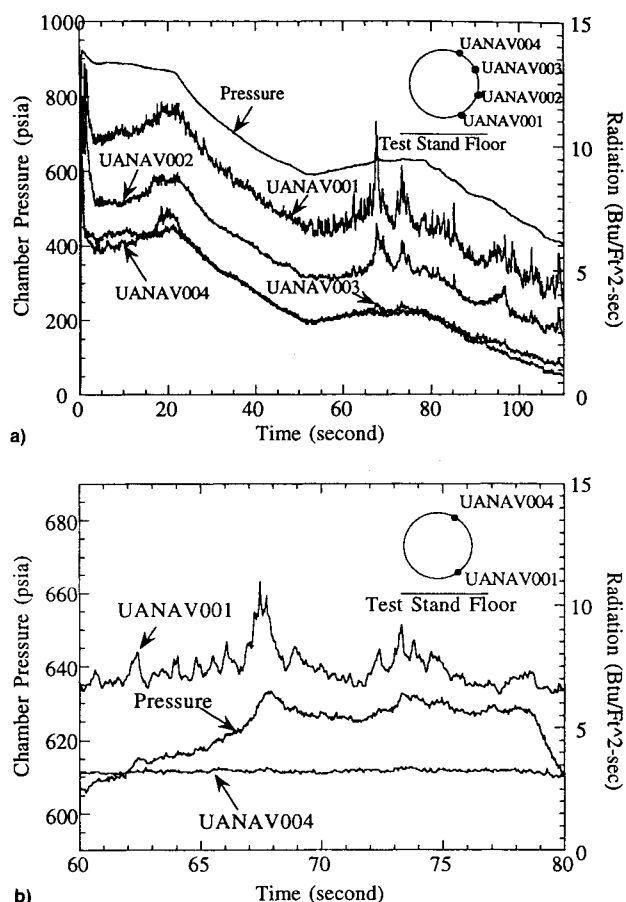 1000
800
600
400
200
0
Chamber Pressure (psia)
15
10
5
0
Radiation (Btu/Ft^2-sec)
UANAV004
UANAV003
UANAV002
UANAV001
Test Stand Floor
Pressure
UANAV002
UANAV001
UANAV003
UANAV004
0 20 40 60 80 100
Time (second)
a)
680
660
640
620
600
Chamber Pressure (psia)
15
10
5
0
Radiation (Btu/Ft^2-sec)
UANAV004
UANAV001
Test Stand Floor
UANAV001
Pressure
UANAV004
60 65 70 75 80
Time (second)
b)